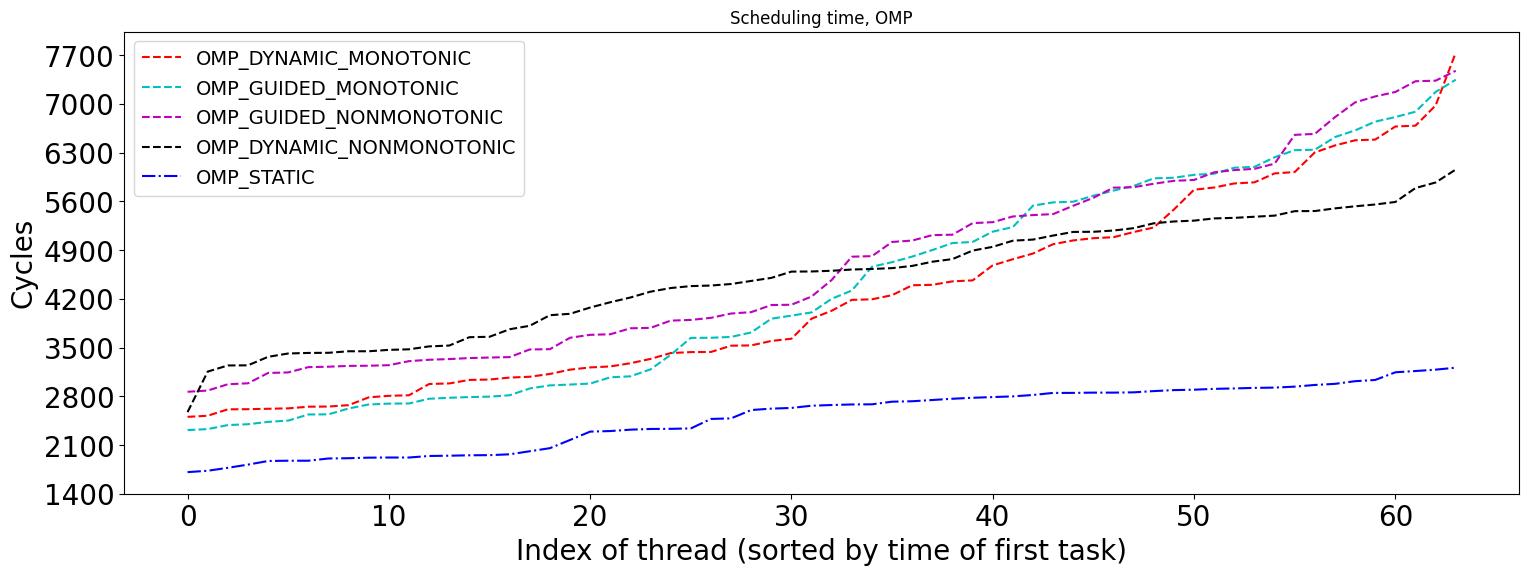 Scheduling time, OMP
OMP_DYNAMIC_MONOTONIC
OMP_GUIDED_MONOTONIC
OMP_GUIDED_NONMONOTONIC
OMP_DYNAMIC_NONMONOTONIC
OMP_STATIC
Cycles
7700
7000
6300
5600
4900
4200
3500
2800
2100
1400
0 10 20 30 40 50 60
Index of thread (sorted by time of first task)